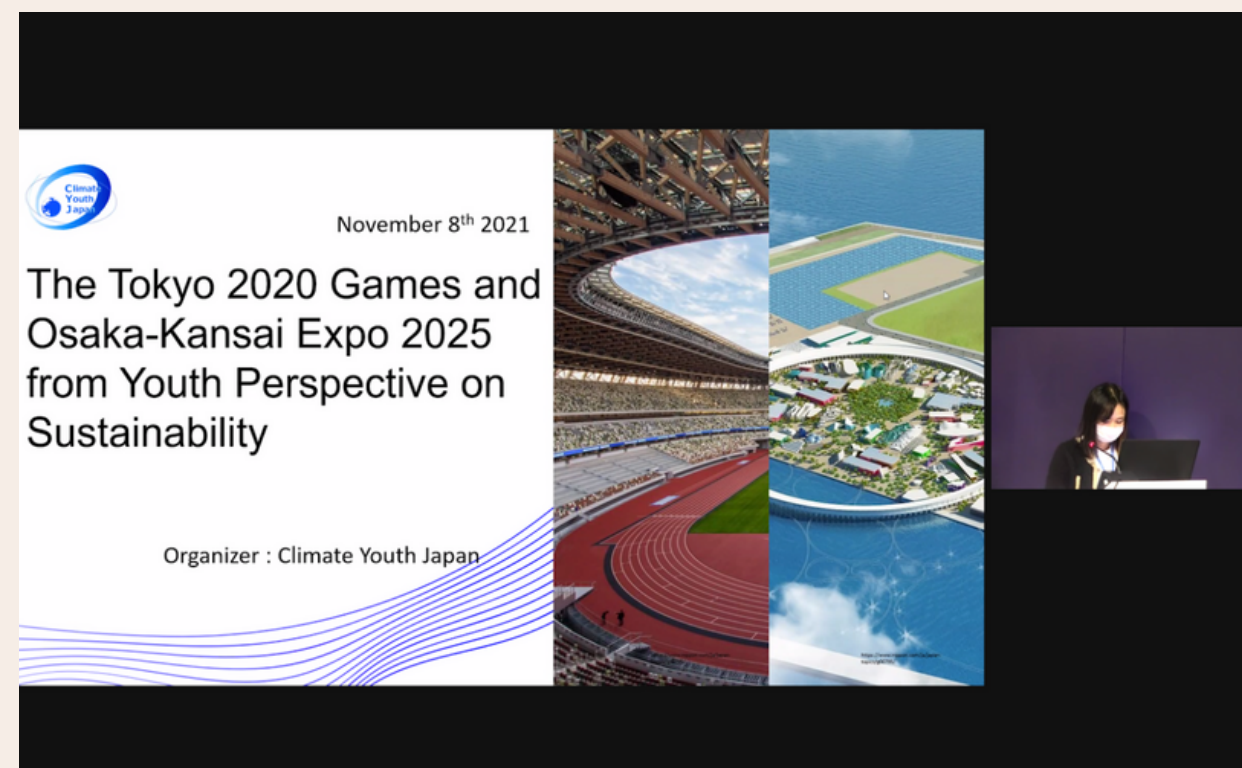 Climate
Youth
Japan
November 8th 2021
The Tokyo 2020 Games and
Osaka-Kansai Expo 2025
from Youth Perspective on
Sustainability
Organizer : Climate Youth Japan